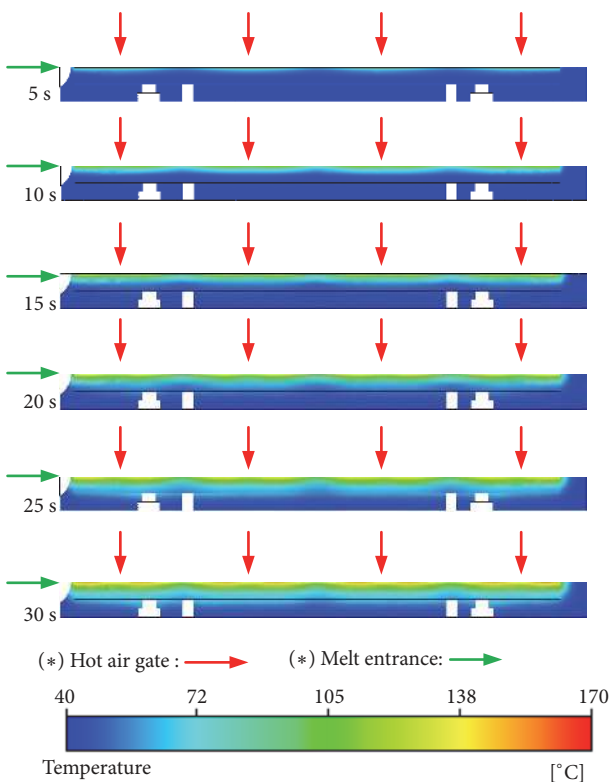 5 s
10 s
15 s
20 s
25 s
30 s
(∗) Hot air gate :
(∗) Melt entrance:
40 72 105 138 170
Temperature [°C]